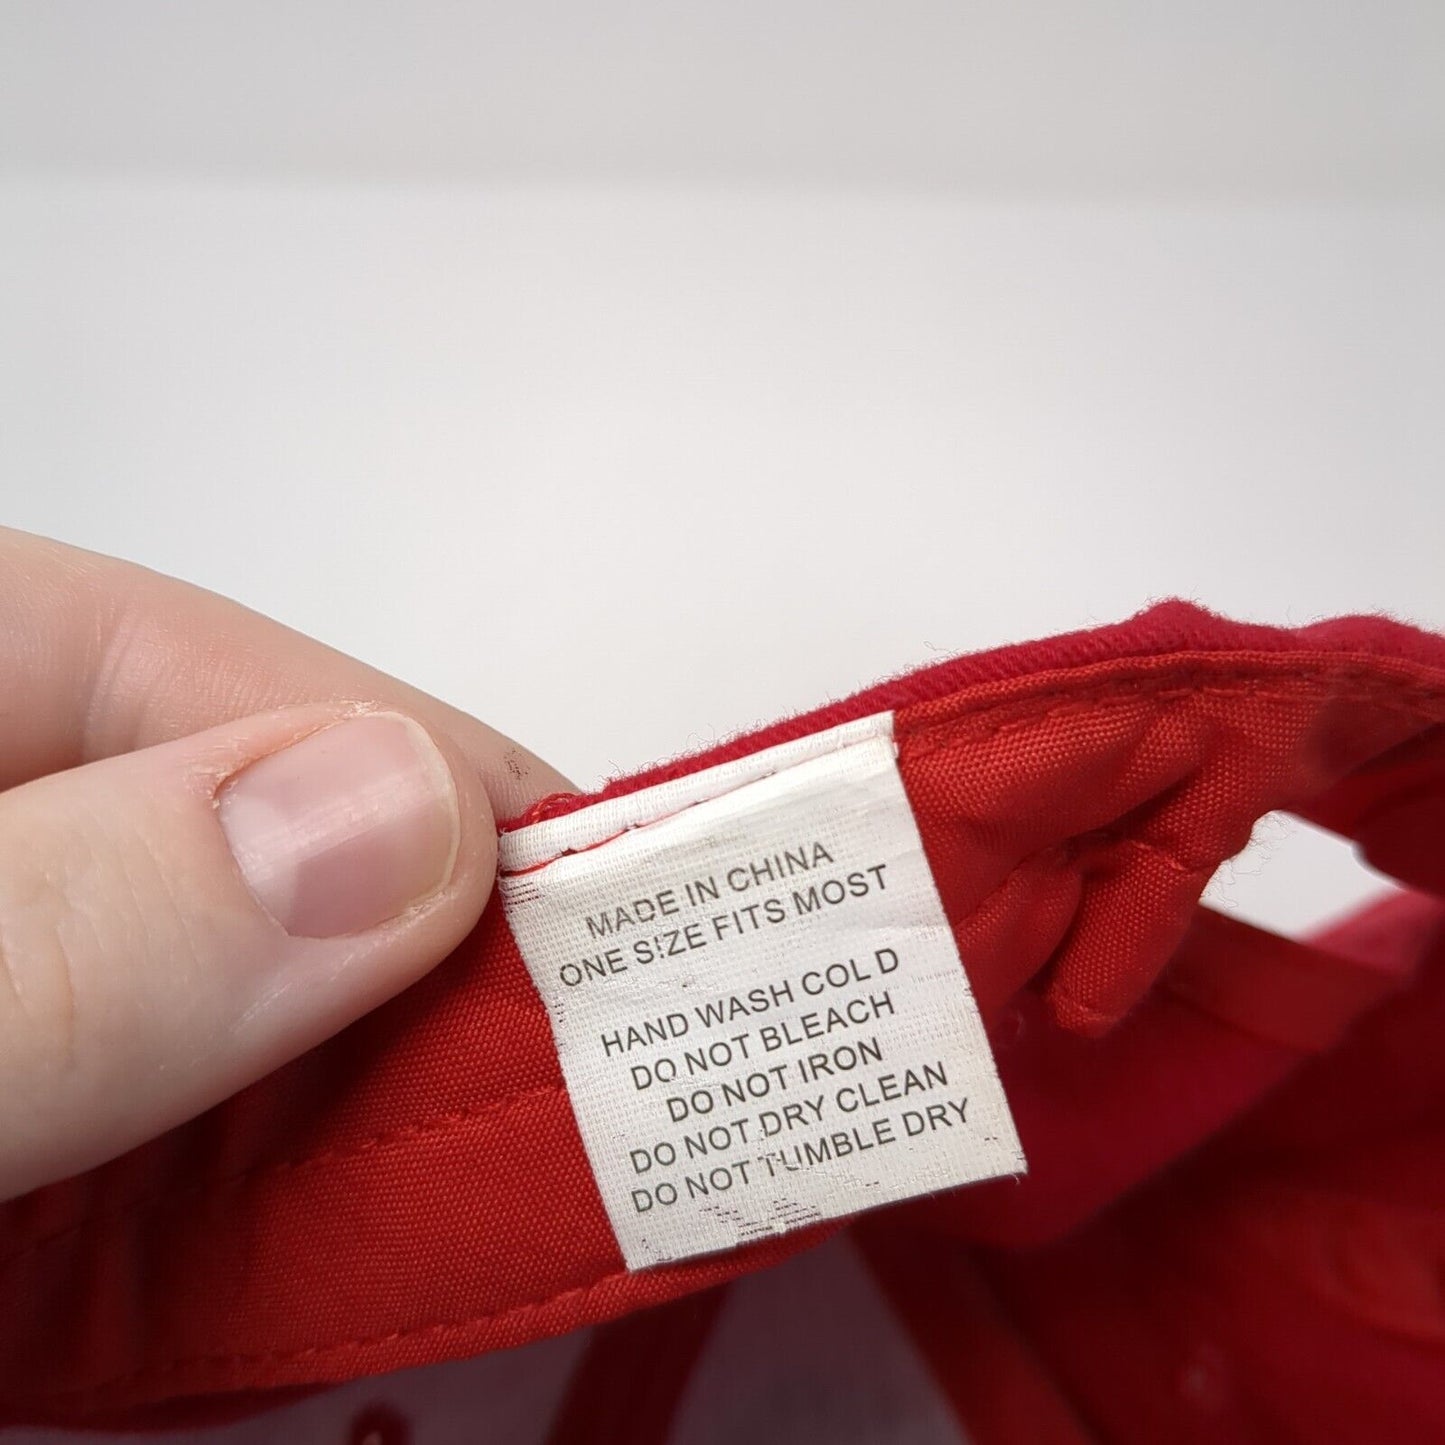 MADE IN CHINA
ONE SIZE FITS MOST
HAND WASH COLD
DO NOT BLEACH
DO NOT IRON
DO NOT DRY CLEAN
DO NOT TUMBLE DRY